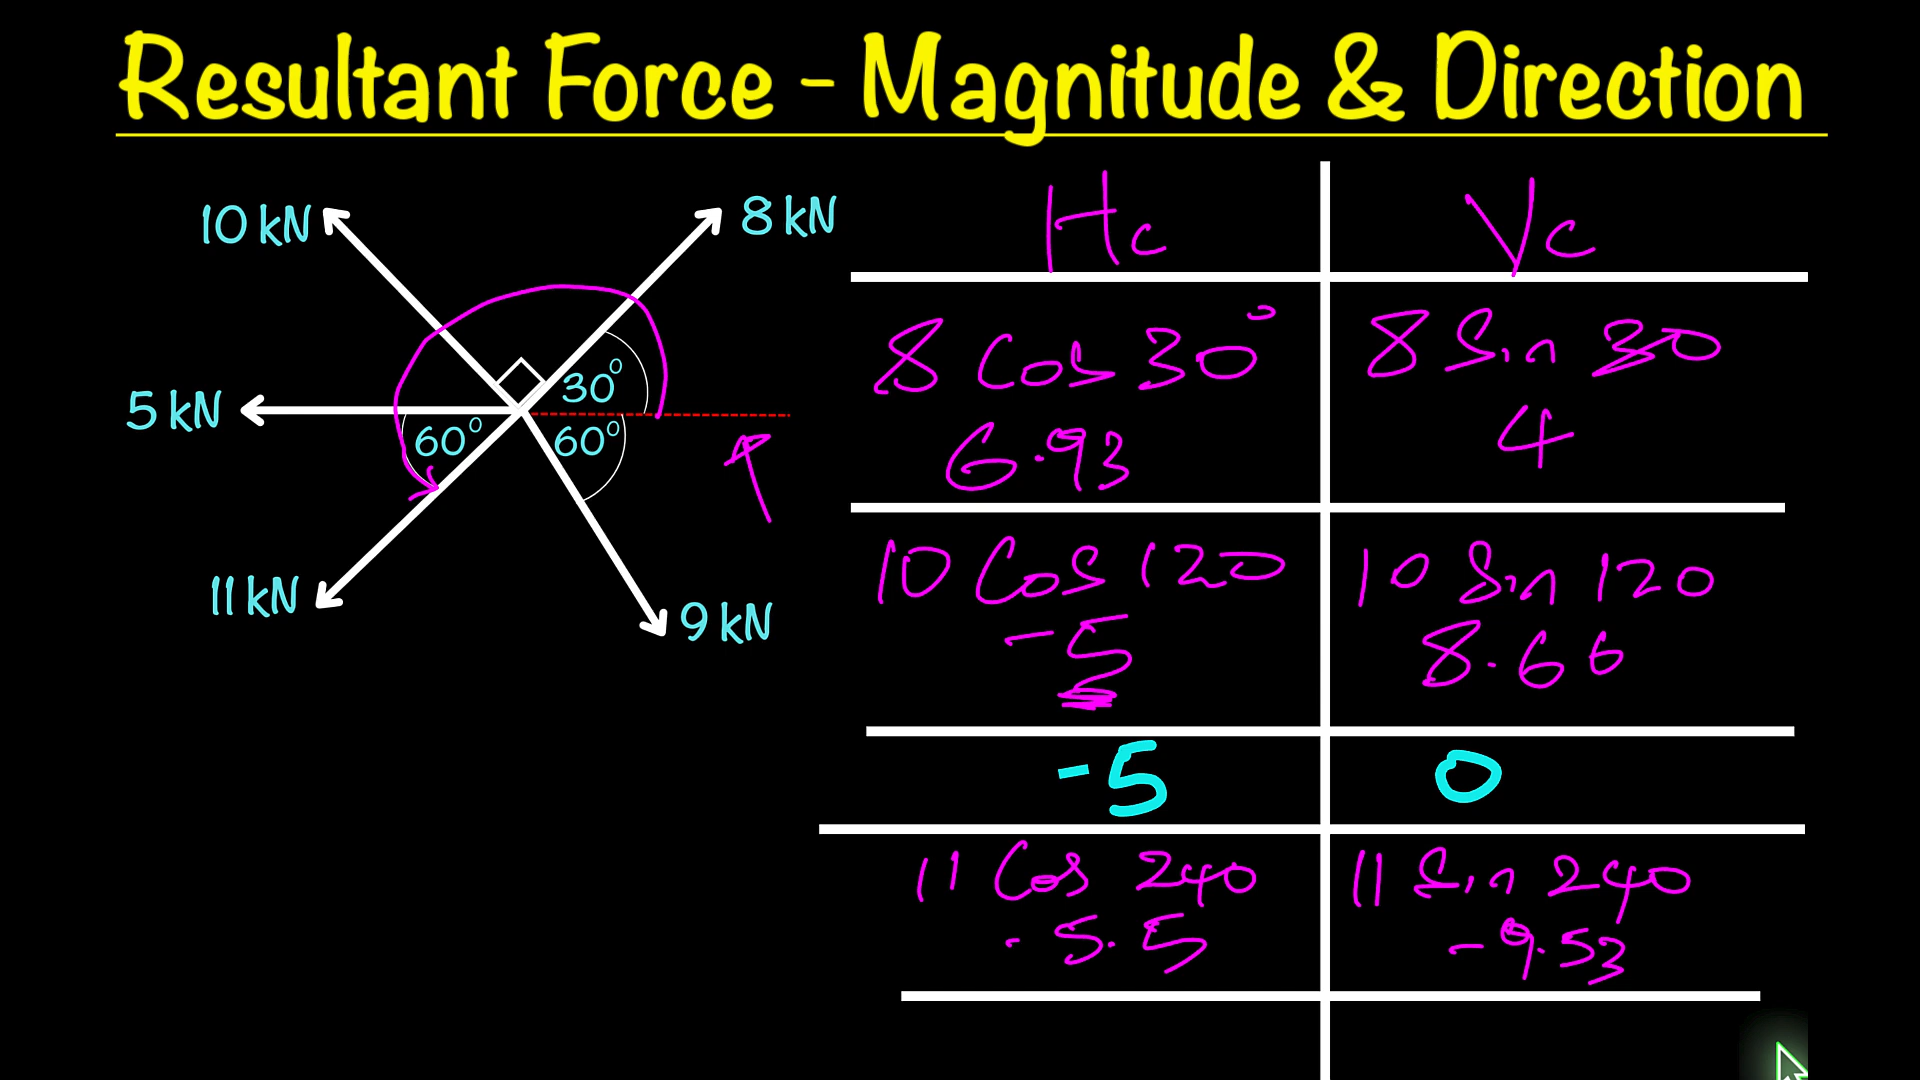 Resultant Force - Magnitude & Direction
10 kN
8 kN
5 kN
30°
60°
60°
11 kN
9 kN
Hc
Vc
8 Cos 30°
8 Sin 30
6.93
4
10 Cos 120
10 Sin 120
-5
8.66
-5
0
11 Cos 240
11 Sin 240
-5.5
-9.53